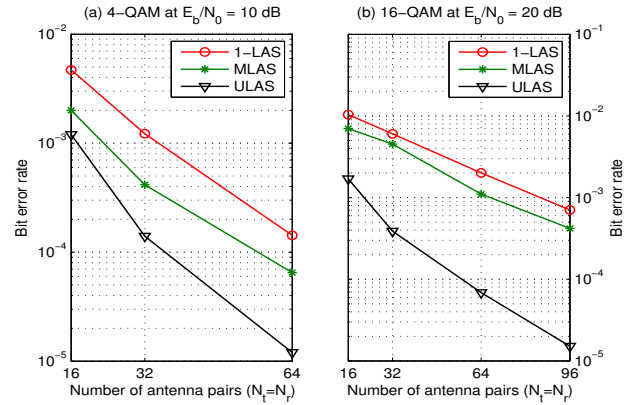 (a) 4−QAM at E_b/N_0 = 10 dB
10^−2
10^−3
10^−4
10^−5
Bit error rate
1−LAS
MLAS
ULAS
16
32
64
Number of antenna pairs (N_t=N_r)
(b) 16−QAM at E_b/N_0 = 20 dB
1−LAS
MLAS
ULAS
10^−1
10^−2
10^−3
10^−4
10^−5
Bit error rate
16
32
64
96
Number of antenna pairs (N_t=N_r)